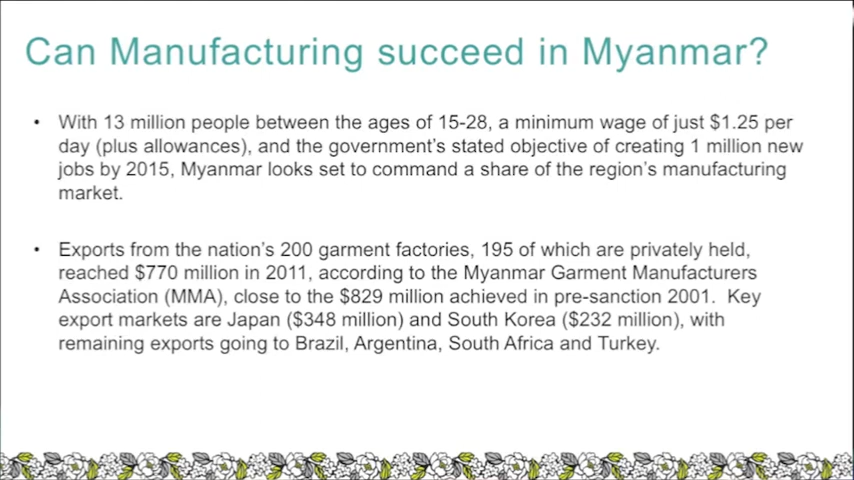 Can Manufacturing succeed in Myanmar?
• With 13 million people between the ages of 15-28, a minimum wage of just $1.25 per
day (plus allowances), and the government's stated objective of creating 1 million new
jobs by 2015, Myanmar looks set to command a share of the region's manufacturing
market.
• Exports from the nation's 200 garment factories, 195 of which are privately held,
reached $770 million in 2011, according to the Myanmar Garment Manufacturers
Association (MMA), close to the $829 million achieved in pre-sanction 2001.  Key
export markets are Japan ($348 million) and South Korea ($232 million), with
remaining exports going to Brazil, Argentina, South Africa and Turkey.